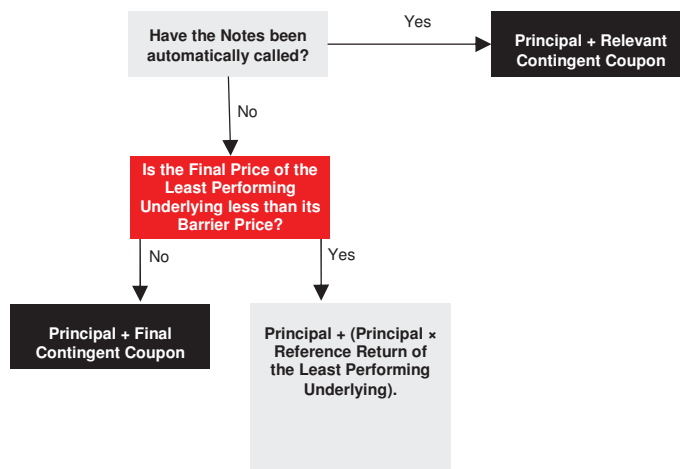 Have the Notes been
automatically called?
Yes
Principal + Relevant
Contingent Coupon
No
Is the Final Price of the
Least Performing
Underlying less than its
Barrier Price?
No
Yes
Principal + Final
Contingent Coupon
Principal + (Principal ×
Reference Return of
the Least Performing
Underlying).